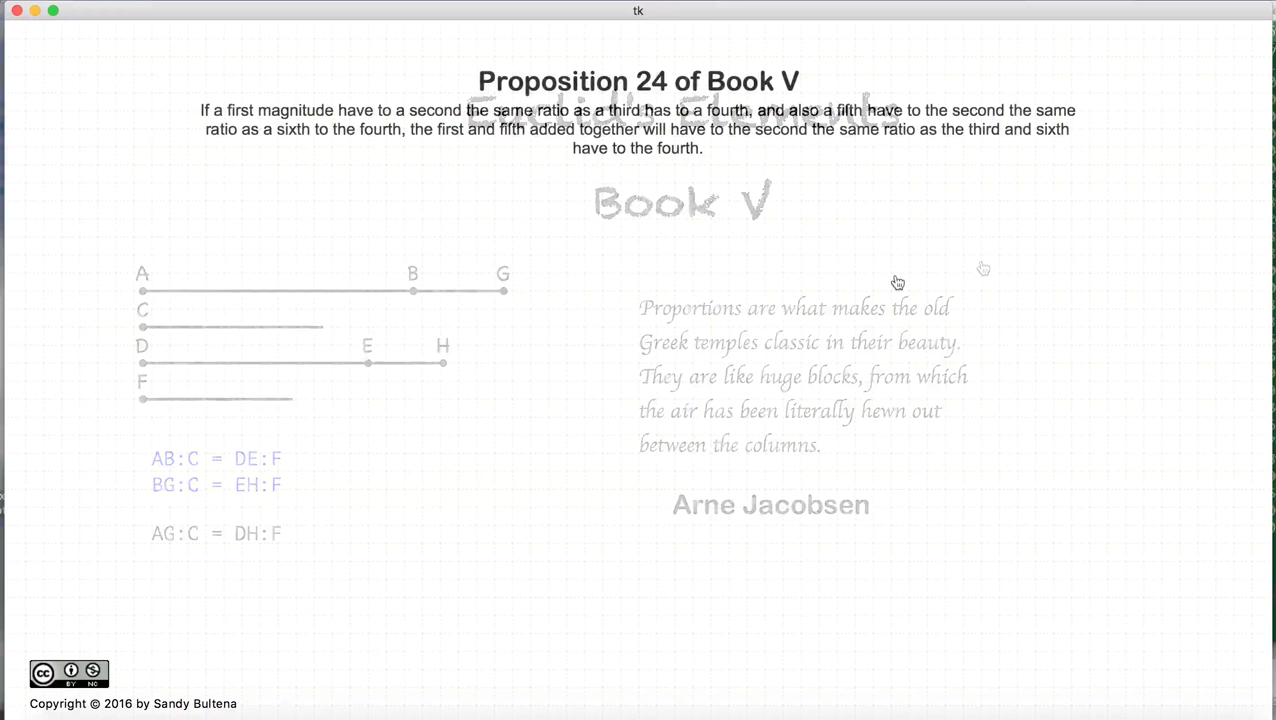 tk
Proposition 24 of Book V
Euclid's Elements
If a first magnitude have to a second the same ratio as a third has to a fourth, and also a fifth have to the second the same
ratio as a sixth to the fourth, the first and fifth added together will have to the second the same ratio as the third and sixth
have to the fourth.
Book V
A B G
C
D E H
F
Proportions are what makes the old
Greek temples classic in their beauty.
They are like huge blocks, from which
the air has been literally hewn out
between the columns.
Arne Jacobsen
AB:C = DE:F
BG:C = EH:F
AG:C = DH:F
cc BY NC
Copyright © 2016 by Sandy Bultena